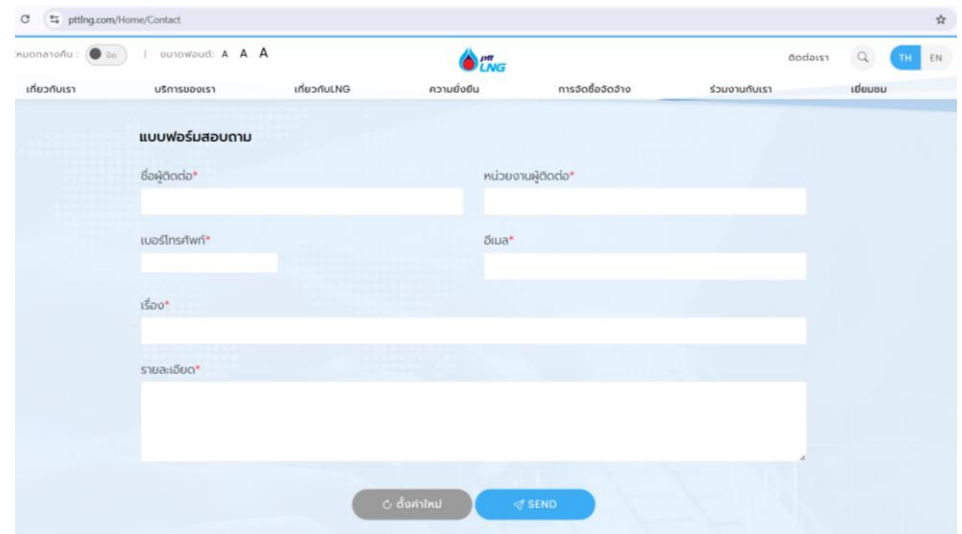 pttlng.com/Home/Contact
โหมดกลางคืน : ปิด | ขนาดฟอนต์: A A A
ptt LNG
ติดต่อเรา TH EN
เกี่ยวกับเรา บริการของเรา เกี่ยวกับLNG ความยั่งยืน การจัดซื้อจัดจ้าง ร่วมงานกับเรา เยี่ยมชม
แบบฟอร์มสอบถาม
ชื่อผู้ติดต่อ* หน่วยงานผู้ติดต่อ*
เบอร์โทรศัพท์* อีเมล*
เรื่อง*
รายละเอียด*
ตั้งค่าใหม่ SEND